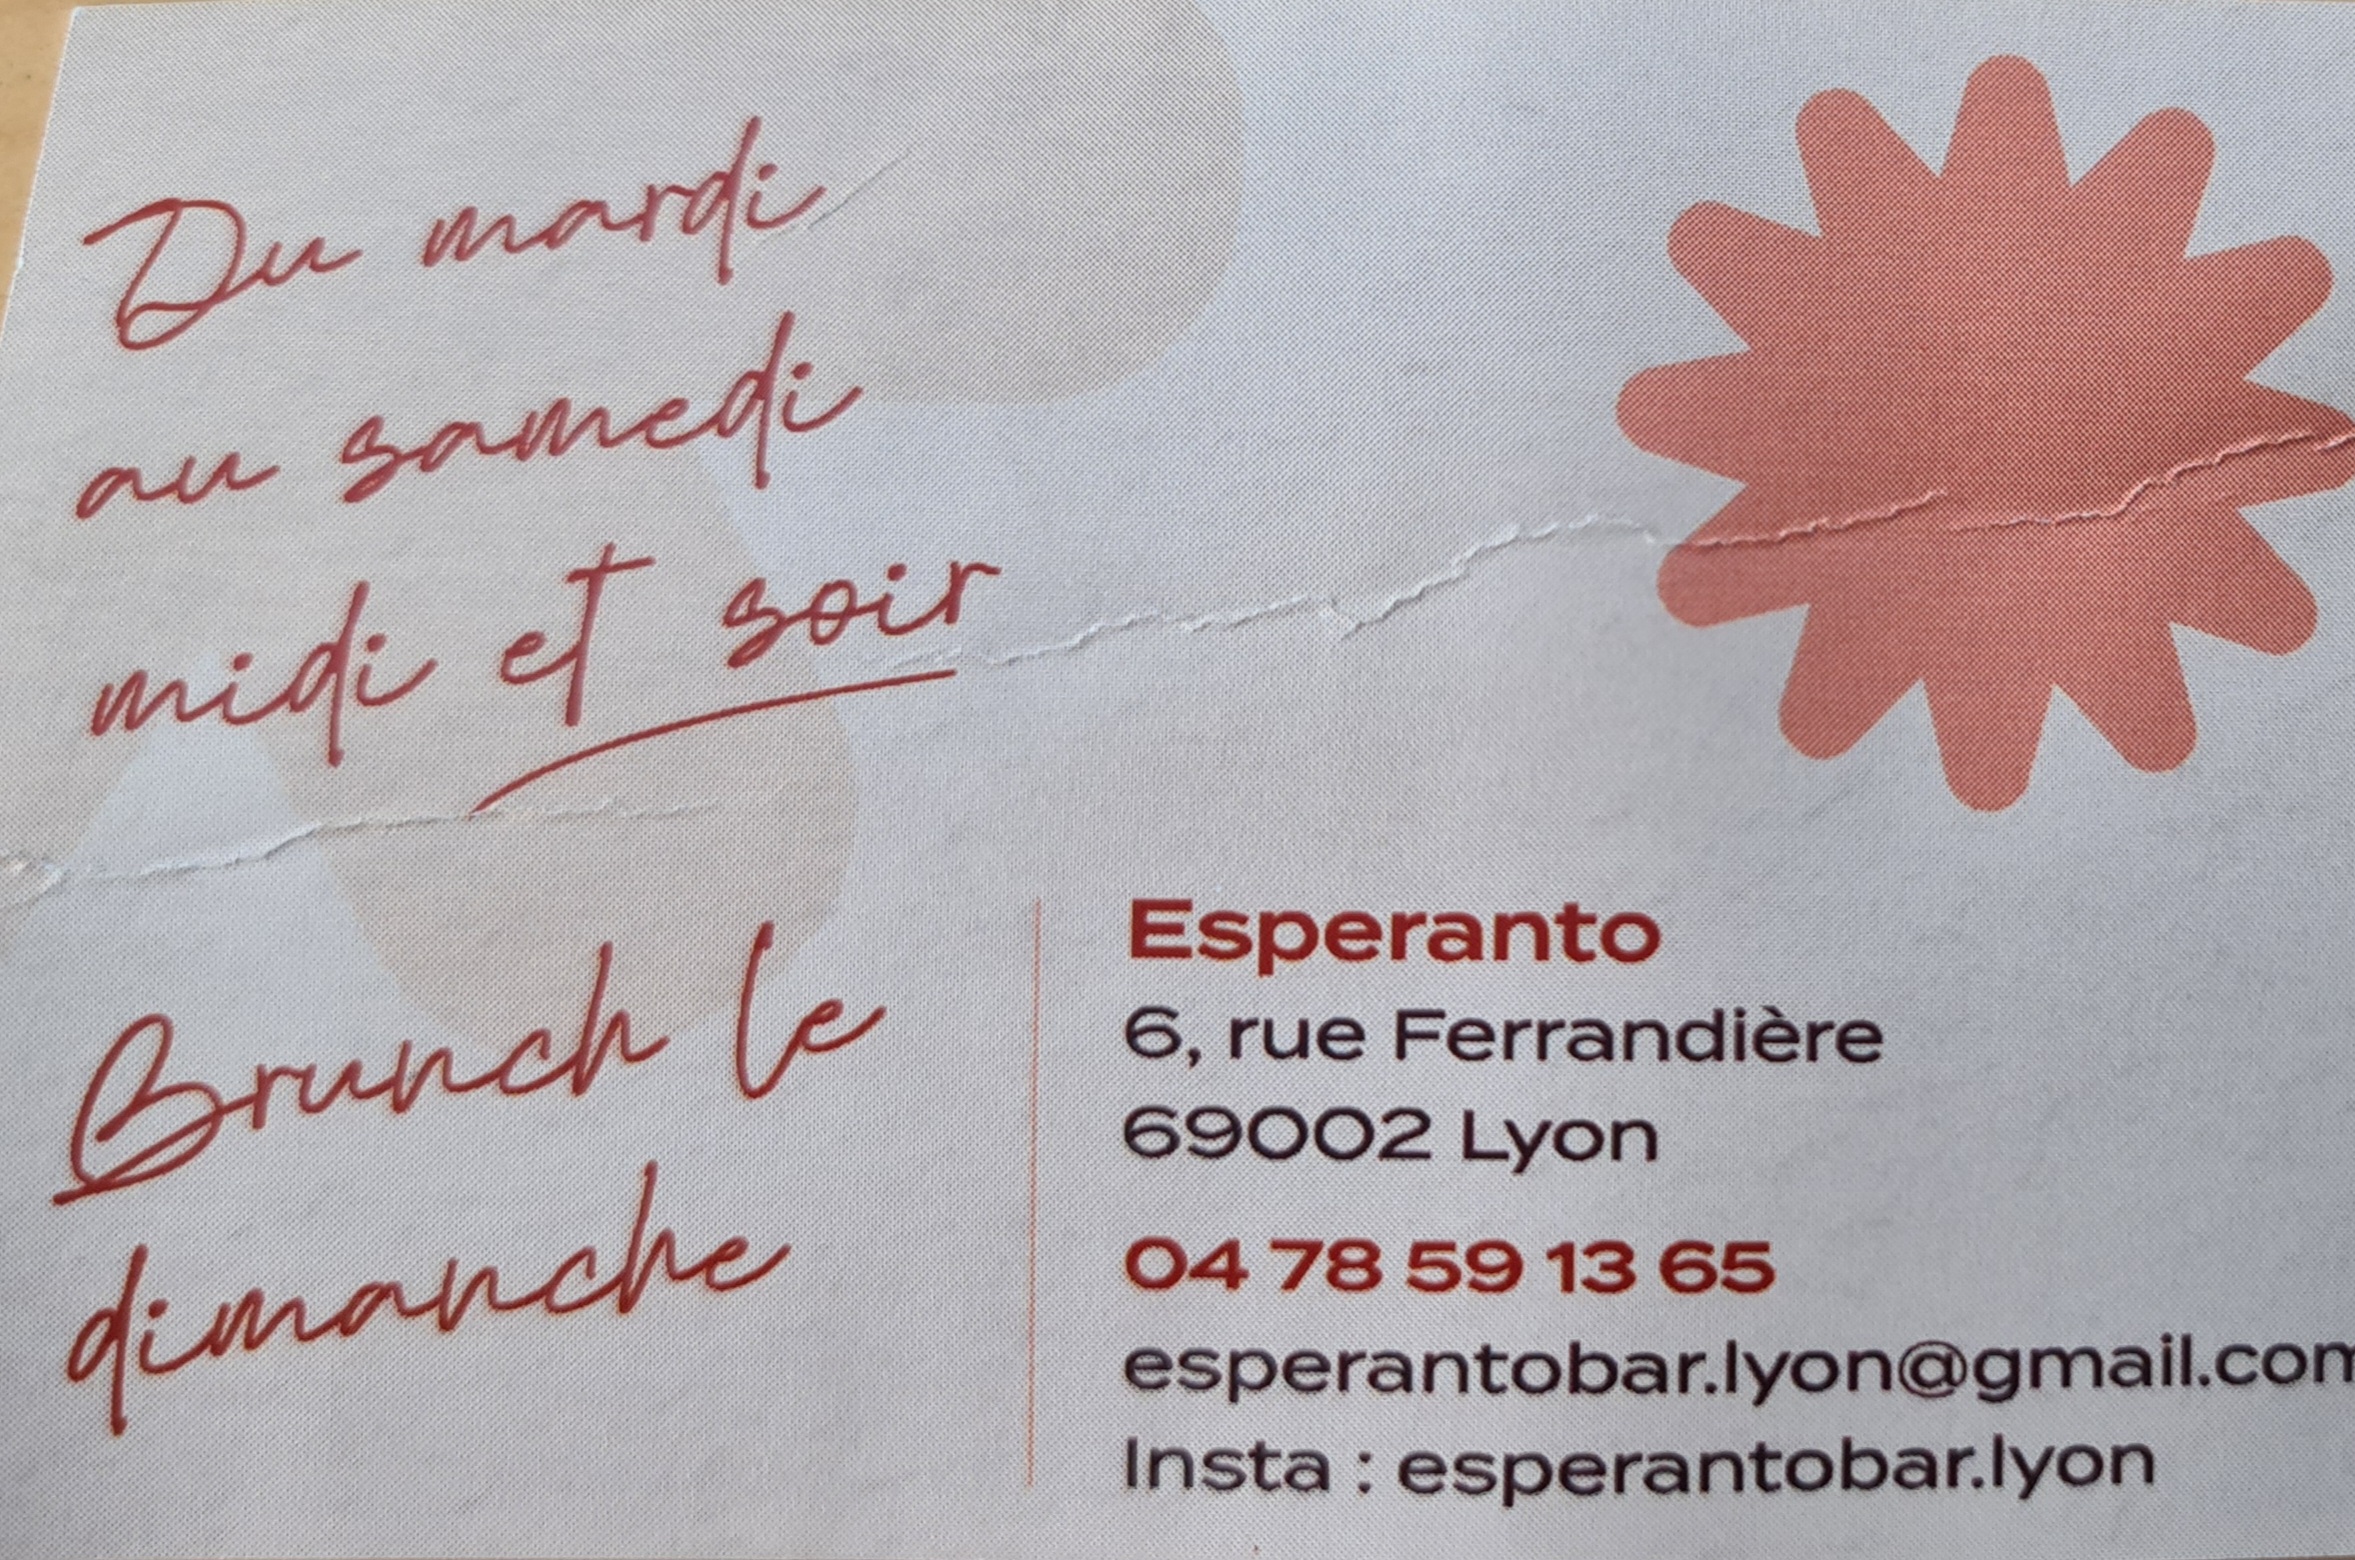 Du mardi
au samedi
midi et soir
Brunch le
dimanche
Esperanto
6, rue Ferrandière
69002 Lyon
04 78 59 13 65
esperantobar.lyon@gmail.com
Insta : esperantobar.lyon